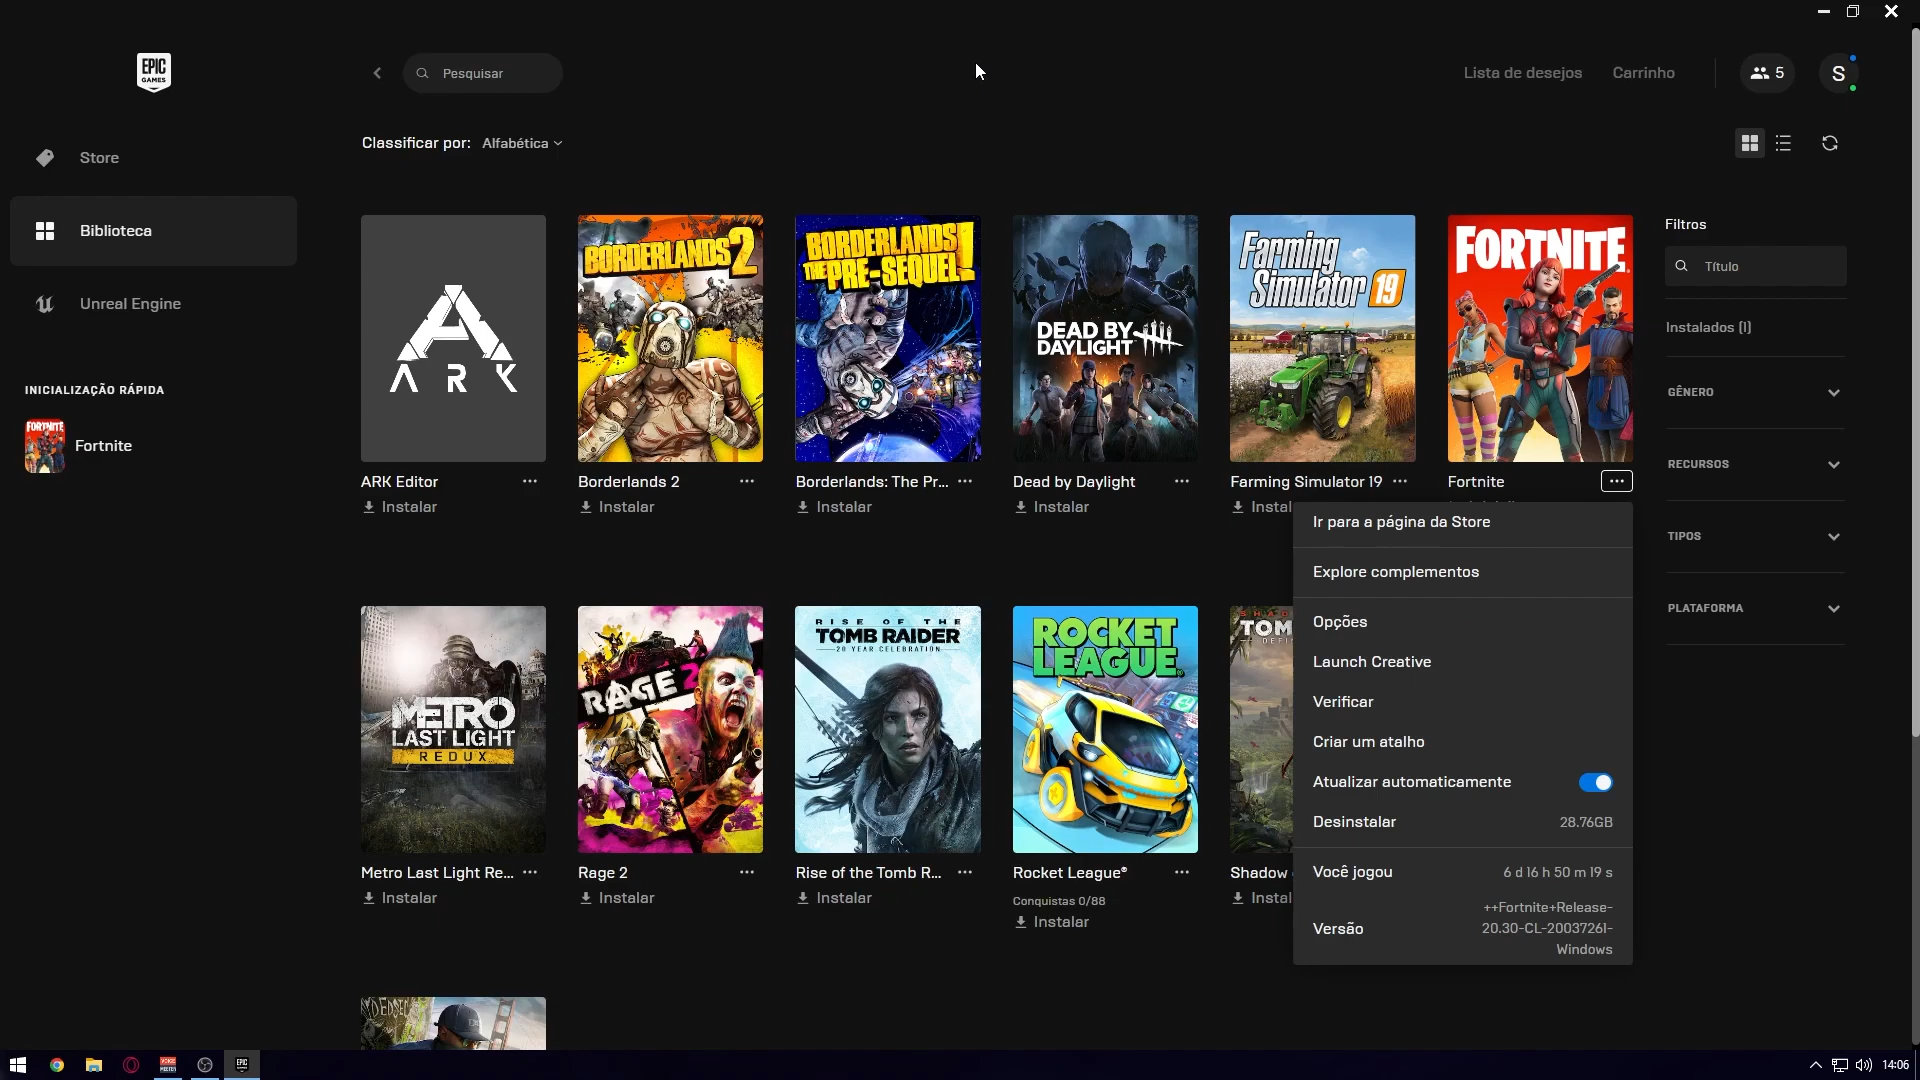 EPIC
GAMES
Pesquisar
Lista de desejos
Carrinho
5
S
Store
Biblioteca
Unreal Engine
INICIALIZAÇÃO RÁPIDA
FORTNITE
Fortnite
Classificar por:
Alfabética
ARK
ARK Editor
Instalar
BORDERLANDS 2
Borderlands 2
Instalar
BORDERLANDS
THE PRE-SEQUEL!
Borderlands: The Pr...
Instalar
DEAD BY
DAYLIGHT
Dead by Daylight
Instalar
Farming
Simulator 19
Farming Simulator 19
Instal
FORTNITE
Fortnite
Ir para a página da Store
Explore complementos
Opções
Launch Creative
Verificar
Criar um atalho
Atualizar automaticamente
Desinstalar 28.76GB
Você jogou 6 d 16 h 50 m 19 s
Versão ++Fortnite+Release-
20.30-CL-20037261-
Windows
Filtros
Título
Instalados (1)
GÊNERO
RECURSOS
TIPOS
PLATAFORMA
METRO
LAST LIGHT
REDUX
Metro Last Light Re...
Instalar
RAGE 2
Rage 2
Instalar
RISE OF THE
TOMB RAIDER
20 YEAR CELEBRATION
Rise of the Tomb R...
Instalar
ROCKET
LEAGUE
Rocket League®
Conquistas 0/88
Instalar
SHAD
TOM
DEFI
Shadow
Instal
14:06